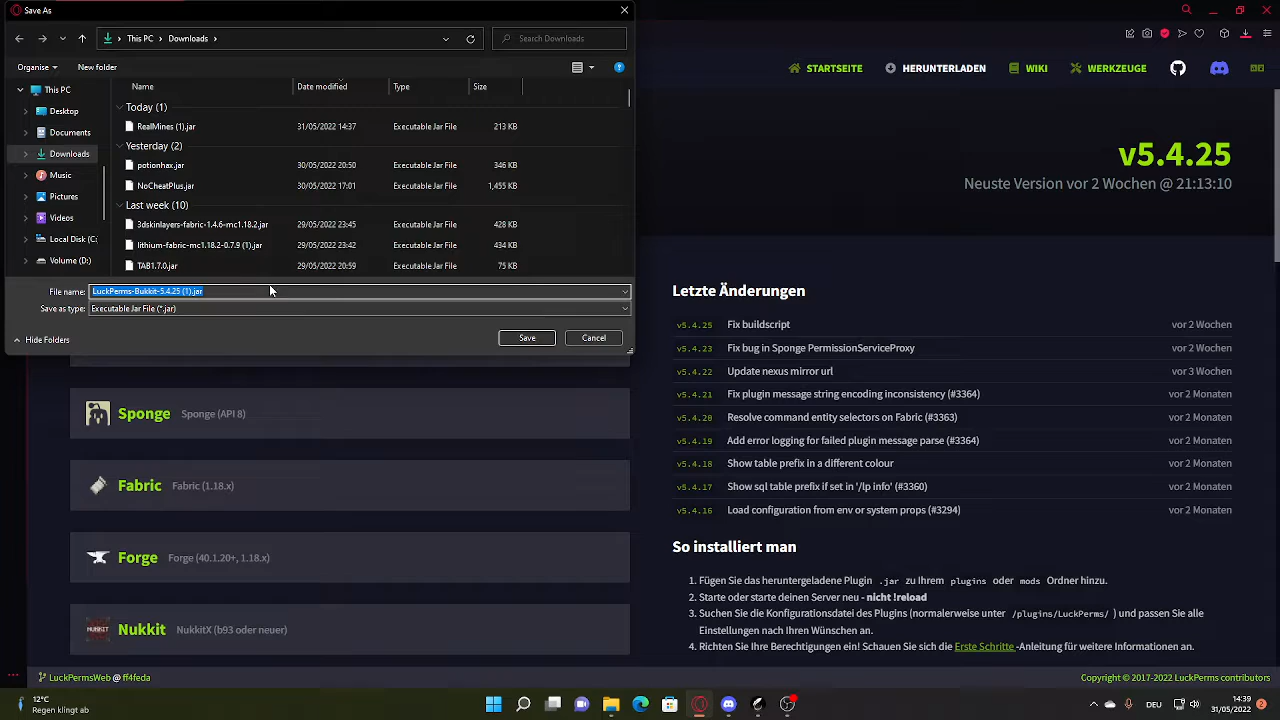 Save As
This PC > Downloads >
Search Downloads
Organise
New folder
Name
Date modified
Type
Size
This PC
Desktop
Documents
Downloads
Music
Pictures
Videos
Local Disk (C:
Volume (D:)
Today (1)
RealMines (1).jar 31/05/2022 14:37 Executable Jar File 213 KB
Yesterday (2)
potionhax.jar 30/05/2022 20:50 Executable Jar File 346 KB
NoCheatPlus.jar 30/05/2022 17:01 Executable Jar File 1,455 KB
Last week (10)
3dskinlayers-fabric-1.4.6-mc1.18.2.jar 29/05/2022 23:45 Executable Jar File 428 KB
lithium-fabric-mc1.18.2-0.7.9 (1).jar 29/05/2022 23:42 Executable Jar File 434 KB
TAB1.7.0.jar 29/05/2022 20:59 Executable Jar File 75 KB
File name: LuckPerms-Bukkit-5.4.25 (1).jar
Save as type: Executable Jar File (*.jar)
Hide Folders
Save
Cancel
STARTSEITE
HERUNTERLADEN
WIKI
WERKZEUGE
v5.4.25
Neuste Version vor 2 Wochen @ 21:13:10
Sponge Sponge (API 8)
Fabric Fabric (1.18.x)
Forge Forge (40.1.20+, 1.18.x)
NUKKIT
Nukkit NukkitX (b93 oder neuer)
Letzte Änderungen
v5.4.25 Fix buildscript vor 2 Wochen
v5.4.23 Fix bug in Sponge PermissionServiceProxy vor 2 Wochen
v5.4.22 Update nexus mirror url vor 3 Wochen
v5.4.21 Fix plugin message string encoding inconsistency (#3364) vor 2 Monaten
v5.4.20 Resolve command entity selectors on Fabric (#3363) vor 2 Monaten
v5.4.19 Add error logging for failed plugin message parse (#3364) vor 2 Monaten
v5.4.18 Show table prefix in a different colour vor 2 Monaten
v5.4.17 Show sql table prefix if set in '/lp info' (#3360) vor 2 Monaten
v5.4.16 Load configuration from env or system props (#3294) vor 2 Monaten
So installiert man
1. Fügen Sie das heruntergeladene Plugin .jar zu Ihrem plugins oder mods Ordner hinzu.
2. Starte oder starte deinen Server neu - nicht !reload
3. Suchen Sie die Konfigurationsdatei des Plugins (normalerweise unter /plugins/LuckPerms/ ) und passen Sie alle
Einstellungen nach Ihren Wünschen an.
4. Richten Sie Ihre Berechtigungen ein! Schauen Sie sich die Erste Schritte -Anleitung für weitere Informationen an.
LuckPermsWeb @ ff4feda
Copyright © 2017-2022 LuckPerms contributors
12°C
Regen klingt ab
DEU
14:39
31/05/2022
2